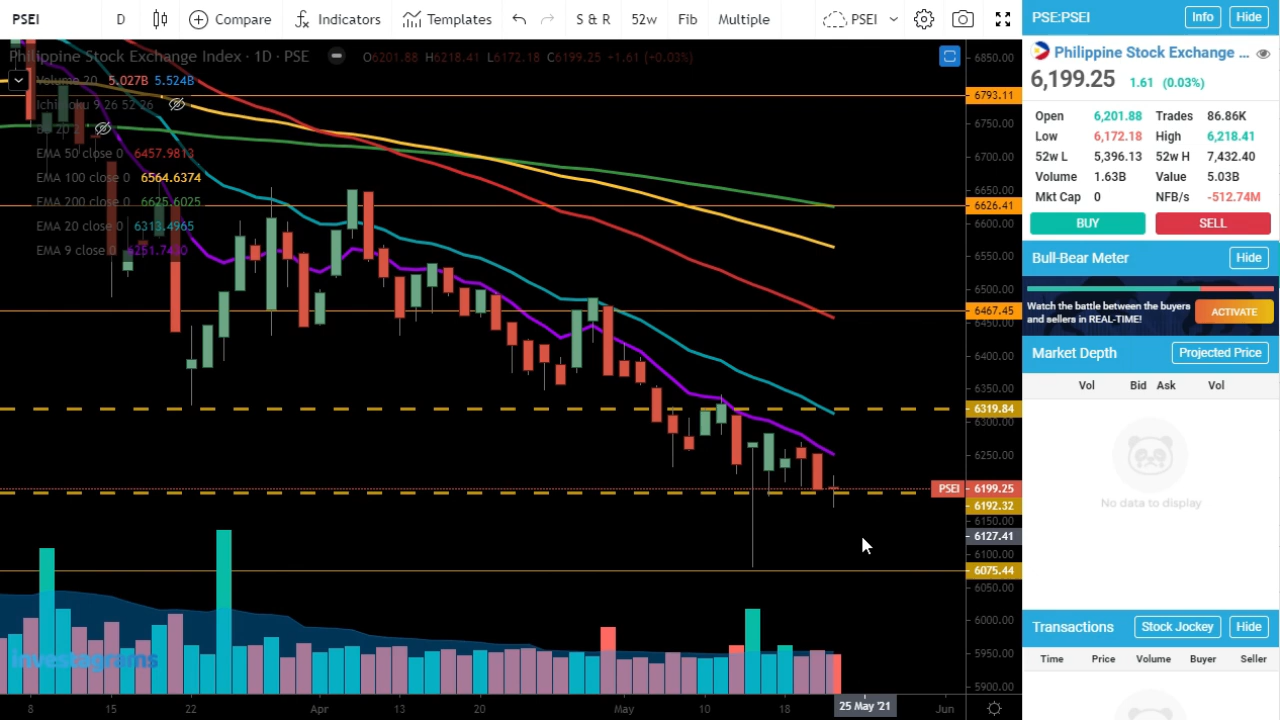 PSEI D Compare Indicators Templates S & R 52w Fib Multiple PSEI
Philippine Stock Exchange Index · 1D · PSE O6201.88 H6218.41 L6172.18 C6199.25 +1.61 (+0.03%)
Volume 20 5.027B 5.524B
Ichimoku 9 26 52 26
BB 20 2
EMA 50 close 0 6457.9813
EMA 100 close 0 6564.6374
EMA 200 close 0 6625.6025
EMA 20 close 0 6313.4965
EMA 9 close 0 6251.7430
6850.00
6793.11
6750.00
6700.00
6650.00
6626.41
6600.00
6550.00
6500.00
6467.45
6450.00
6400.00
6350.00
6319.84
6300.00
6250.00
PSEI 6199.25
6192.32
6150.00
6127.41
6100.00
6075.44
6050.00
6000.00
5950.00
5900.00
investagrams
8 15 22 Apr 13 20 May 10 18 25 May '21 Jun
PSE:PSEI Info Hide
Philippine Stock Exchange ...
6,199.25 1.61 (0.03%)
Open 6,201.88 Trades 86.86K
Low 6,172.18 High 6,218.41
52w L 5,396.13 52w H 7,432.40
Volume 1.63B Value 5.03B
Mkt Cap 0 NFB/s -512.74M
BUY SELL
Bull-Bear Meter Hide
Watch the battle between the buyers
and sellers in REAL-TIME!
ACTIVATE
Market Depth Projected Price
Vol Bid Ask Vol
No data to display
Transactions Stock Jockey Hide
Time Price Volume Buyer Seller